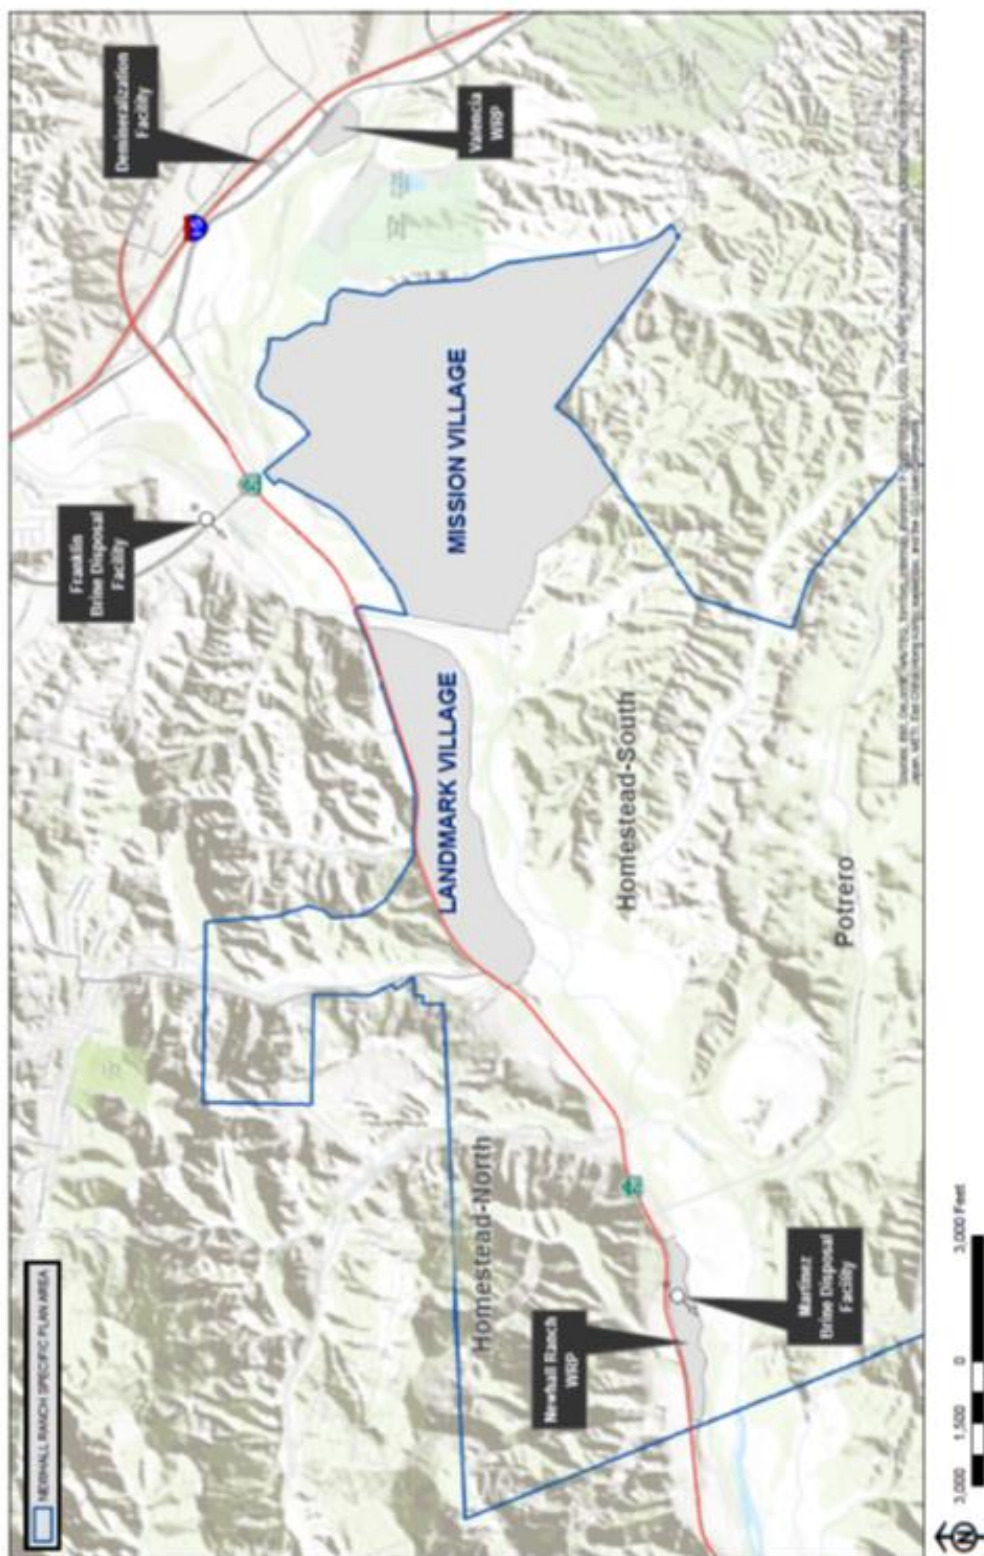 NEWHALL RANCH SPECIFIC PLAN AREA
Demineralization
Facility
Valencia
WRP
Franklin
Brine Disposal
Facility
MISSION VILLAGE
LANDMARK VILLAGE
Homestead-South
Potrero
Homestead-North
Newhall Ranch
WRP
Martinez
Brine Disposal
Facility
3,000 1,500 0 3,000 Feet
N